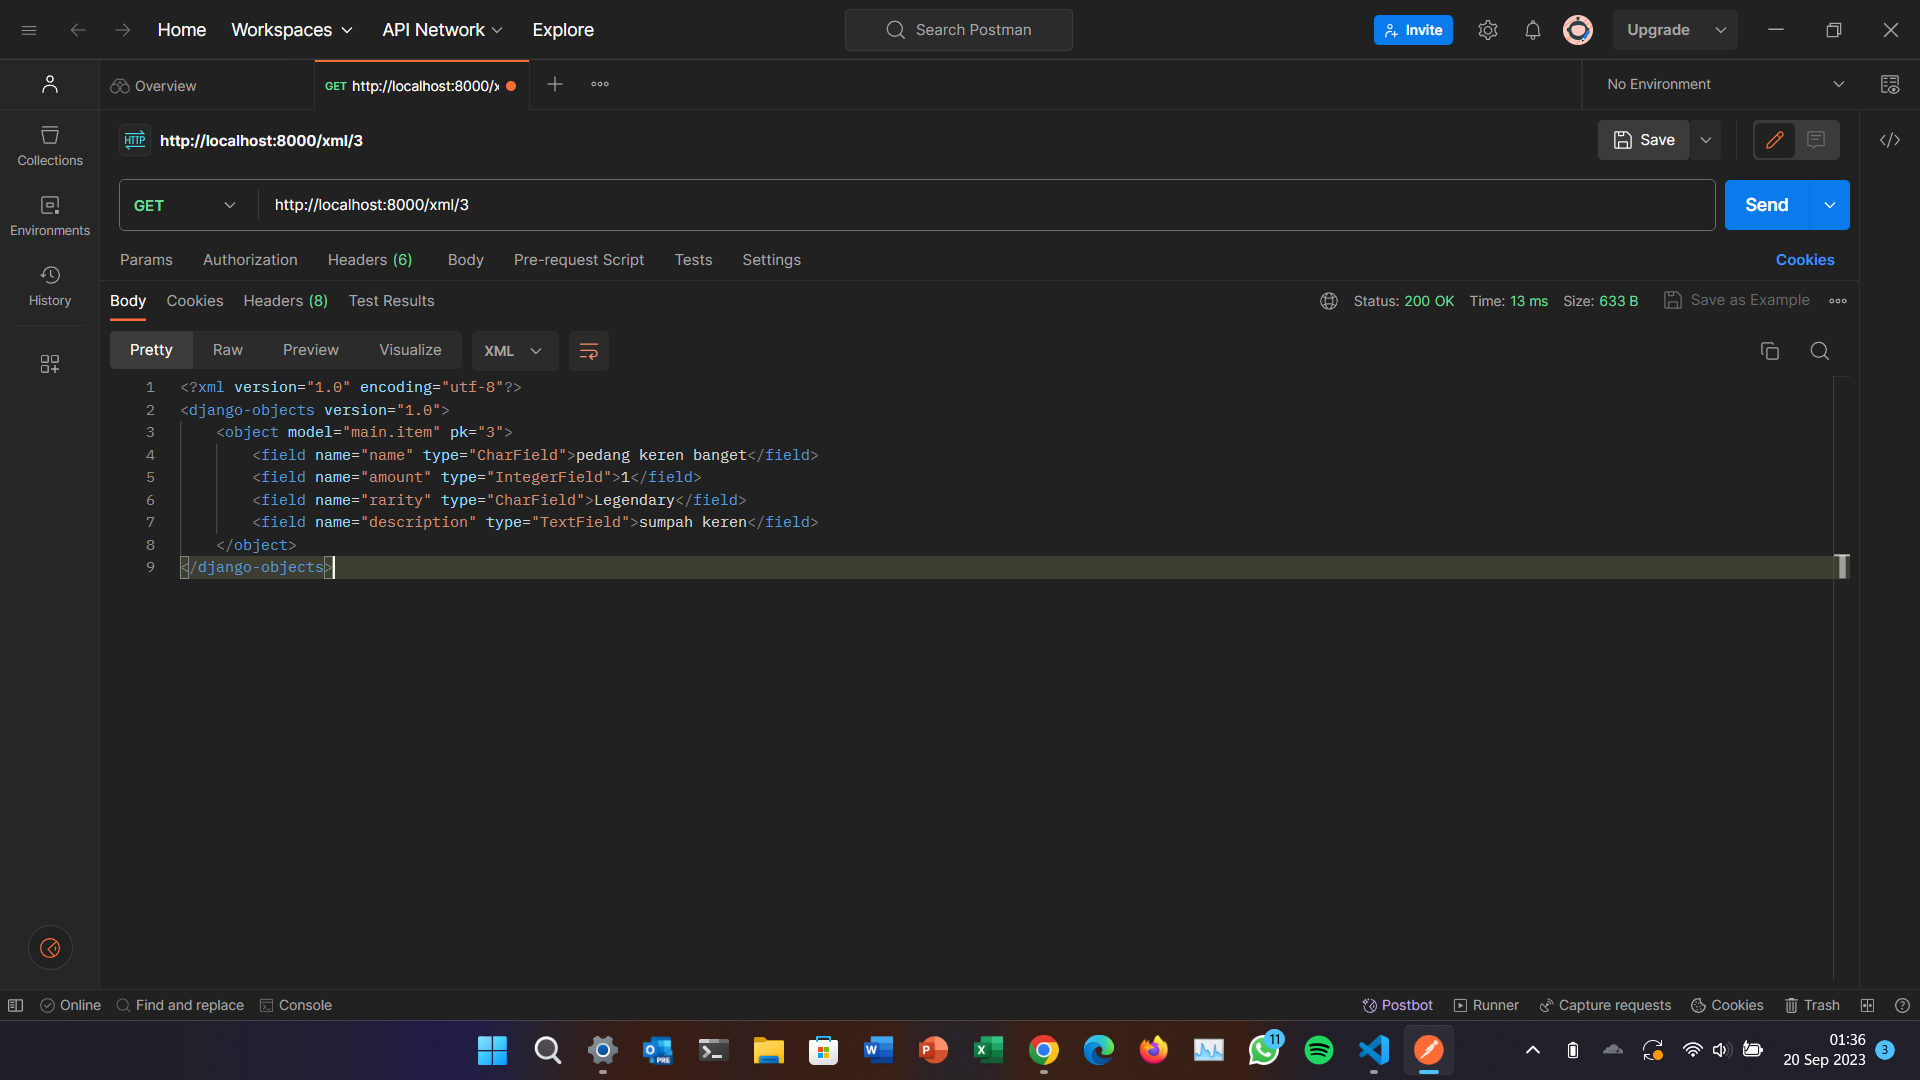 Home
Workspaces
API Network
Explore
Search Postman
Invite
Upgrade
Overview
GET http://localhost:8000/x
No Environment
HTTP http://localhost:8000/xml/3
Save
Collections
Environments
History
GET
http://localhost:8000/xml/3
Send
Params Authorization Headers (6) Body Pre-request Script Tests Settings
Cookies
Body Cookies Headers (8) Test Results
Status: 200 OK Time: 13 ms Size: 633 B Save as Example
Pretty Raw Preview Visualize XML
1 <?xml version="1.0" encoding="utf-8"?>
2 <django-objects version="1.0">
3 <object model="main.item" pk="3">
4 <field name="name" type="CharField">pedang keren banget</field>
5 <field name="amount" type="IntegerField">1</field>
6 <field name="rarity" type="CharField">Legendary</field>
7 <field name="description" type="TextField">sumpah keren</field>
8 </object>
9 </django-objects>
Online Find and replace Console
Postbot Runner Capture requests Cookies Trash
PRE
11
01:36
20 Sep 2023
3